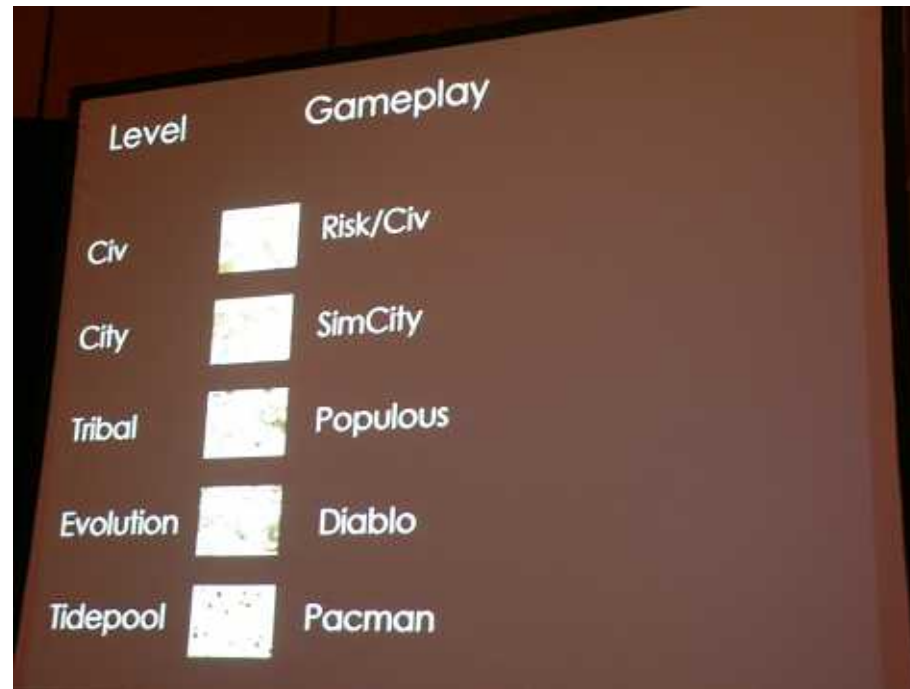 Level Gameplay
Civ Risk/Civ
City SimCity
Tribal Populous
Evolution Diablo
Tidepool Pacman